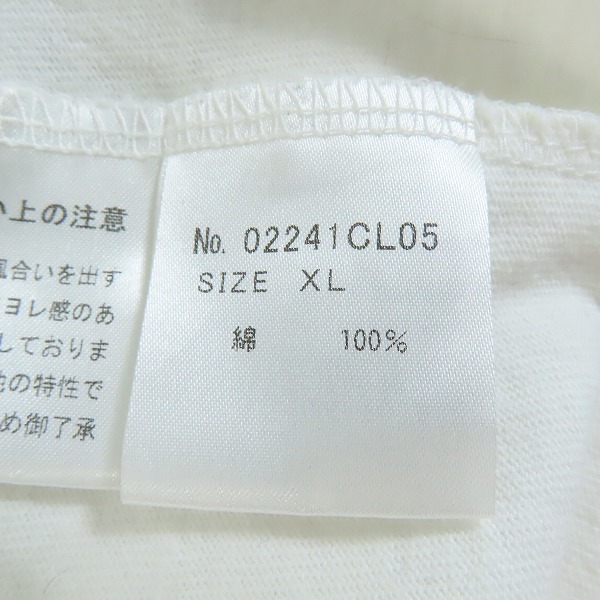 い上の注意
風合いを出す
ヨレ感のあ
しておりま
の特性で
め御了承
No. 02241CL05
SIZE XL
綿 100%